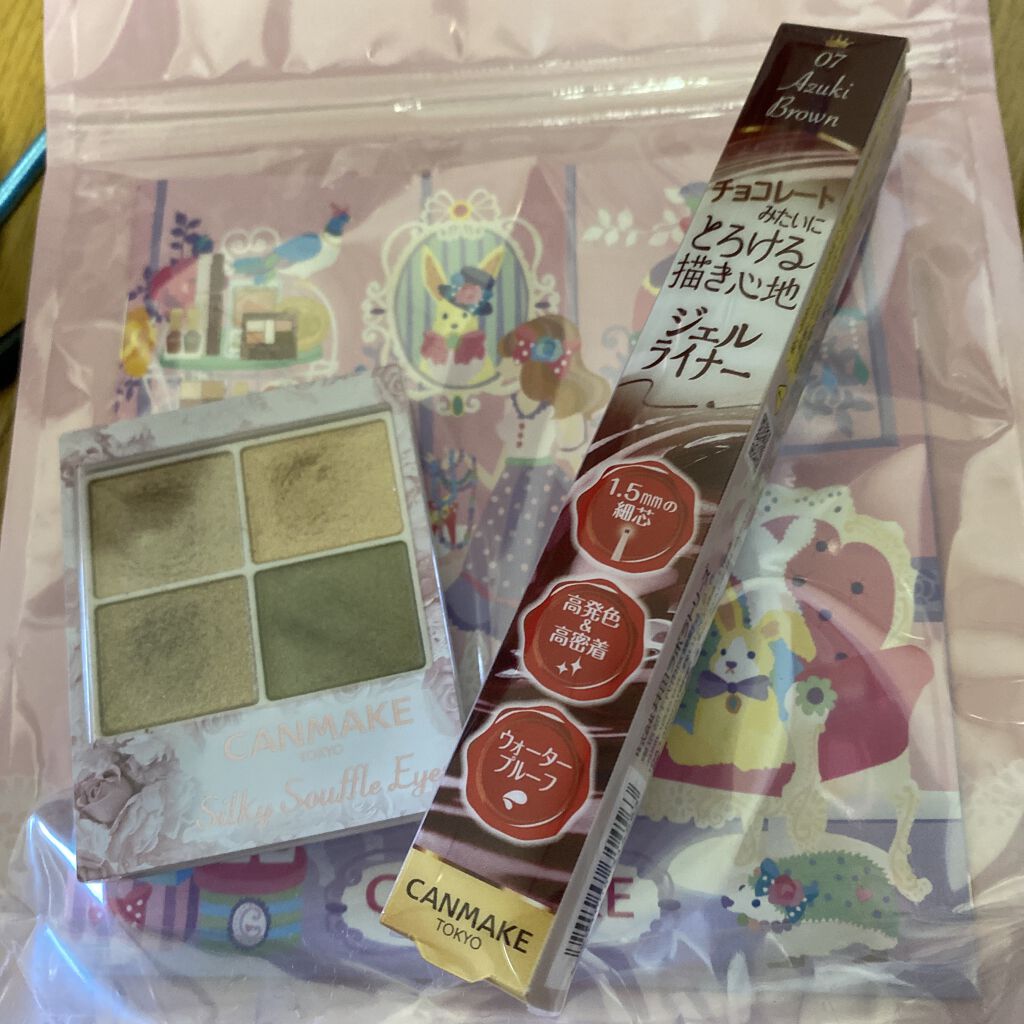 07
Azuki
Brown
チョコレート
みたいに
とろける
描き心地
ジェル
ライナー
1.5mmの
細芯
高発色
&
高密着
ウォーター
プルーフ
CANMAKE
TOKYO
CANMAKE
TOKYO
Silky Souffle Eye